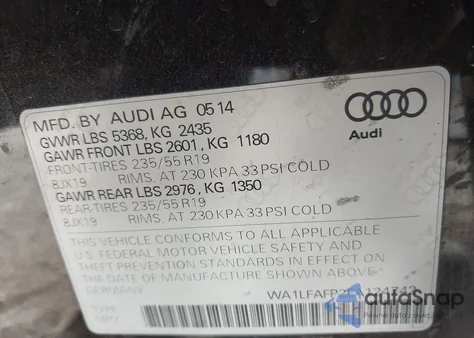 MFD. BY AUDI AG 05 14
GVWR LBS 5368, KG 2435
GAWR FRONT LBS 2601, KG 1180
FRONT-TIRES 235/55 R19
8JX19 RIMS, AT 230 KPA 33 PSI COLD
GAWR REAR LBS 2976, KG 1350
REAR-TIRES 235/55 R19
8JX19 RIMS, AT 230 KPA 33 PSI COLD
Audi
THIS VEHICLE CONFORMS TO ALL APPLICABLE
U.S. FEDERAL MOTOR VEHICLE SAFETY AND
THEFT PREVENTION STANDARDS IN EFFECT ON
THE DATE OF MANUFACTURE SHOWN ABOVE.
GERMANY
TYPE
autoSnap